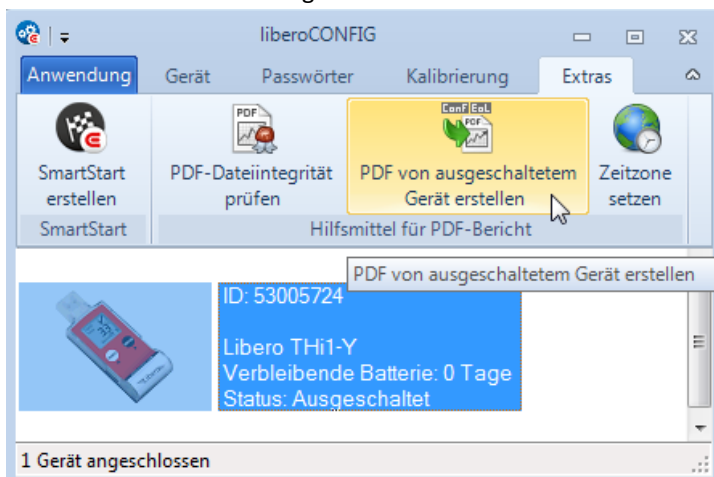 liberoCONFIG
Anwendung Gerät Passwörter Kalibrierung Extras
PDF
Conf EoL
PDF
SmartStart erstellen
PDF-Dateiintegrität prüfen
PDF von ausgeschaltetem Gerät erstellen
Zeitzone setzen
SmartStart
Hilfsmittel für PDF-Bericht
PDF von ausgeschaltetem Gerät erstellen
ID: 53005724
Libero THi1-Y
Verbleibende Batterie: 0 Tage
Status: Ausgeschaltet
1 Gerät angeschlossen